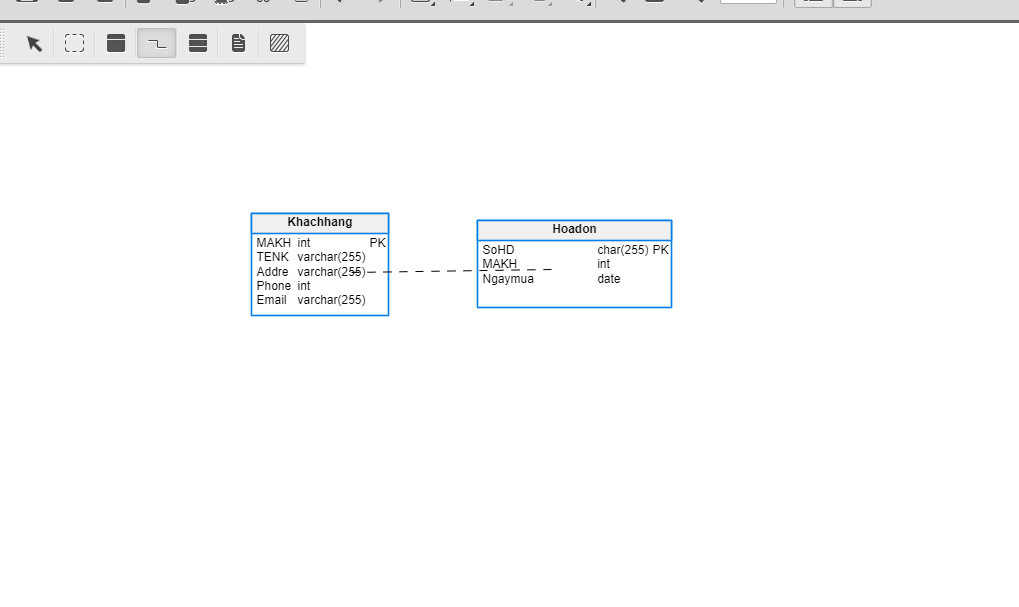 Khachhang
MAKH int PK
TENK varchar(255)
Addre varchar(255)
Phone int
Email varchar(255)
Hoadon
SoHD char(255) PK
MAKH int
Ngaymua date